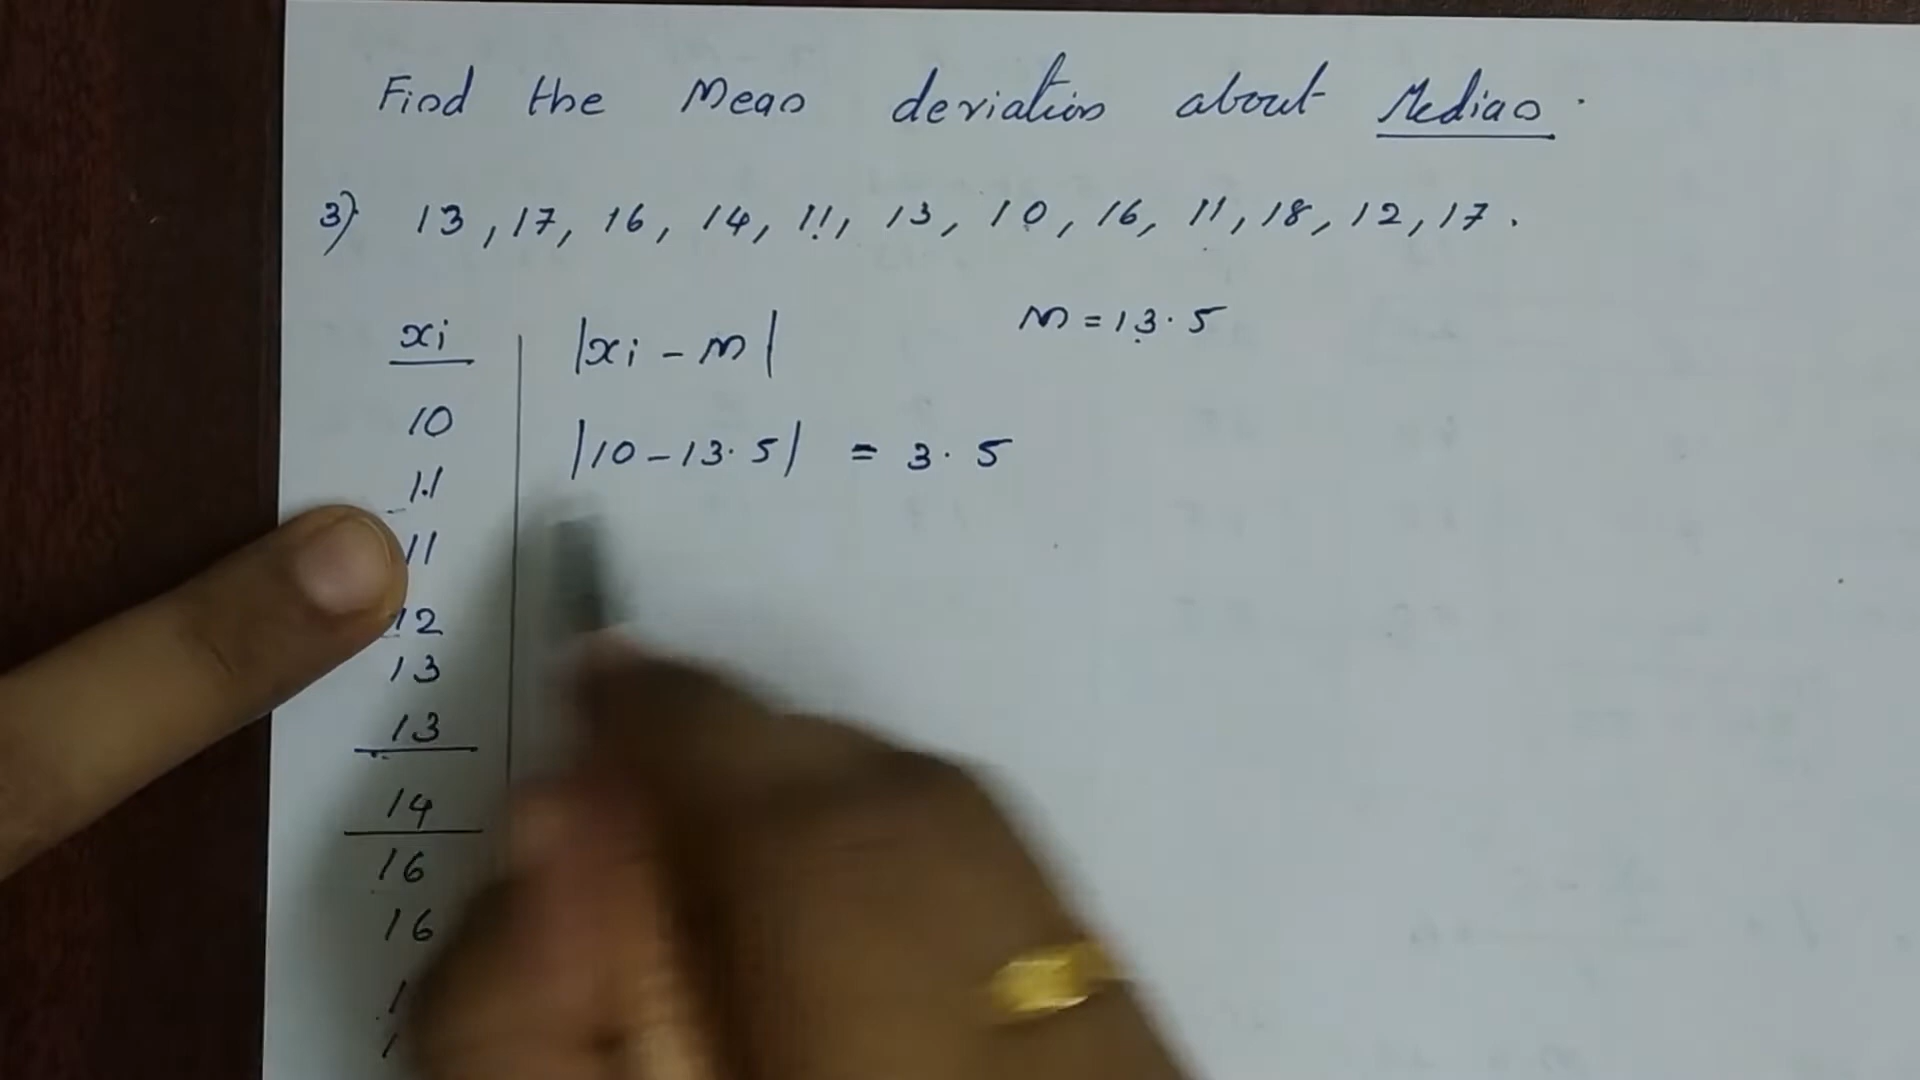 Find the Mean deviation about Median.
3) 13, 17, 16, 14, 11, 13, 10, 16, 11, 18, 12, 17.
xi |xi - M| M = 13.5
10 |10 - 13.5| = 3.5
11
11
12
13
13
14
16
16